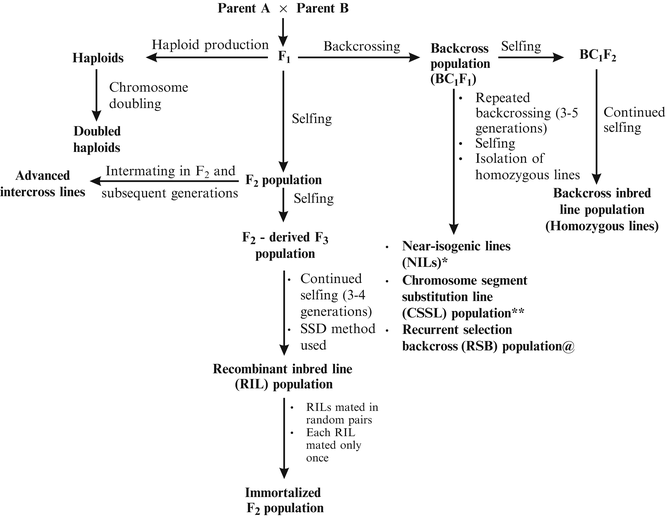 Parent A × Parent B
Haploids
Haploid production
F₁
Backcrossing
Backcross
population
(BC₁F₁)
Selfing
BC₁F₂
Chromosome
doubling
Doubled
haploids
Selfing
• Repeated
backcrossing (3-5
generations)
• Selfing
• Isolation of
homozygous lines
Continued
selfing
Advanced
intercross lines
Intermating in F₂ and
subsequent generations
F₂ population
Selfing
Backcross inbred
line population
(Homozygous lines)
F₂ - derived F₃
population
• Near-isogenic lines
(NILs)*
• Chromosome segment
substitution line
(CSSL) population**
• Recurrent selection
backcross (RSB) population@
• Continued
selfing (3-4
generations)
• SSD method
used
Recombinant inbred line
(RIL) population
• RILs mated in
random pairs
• Each RIL
mated only
once
Immortalized
F₂ population